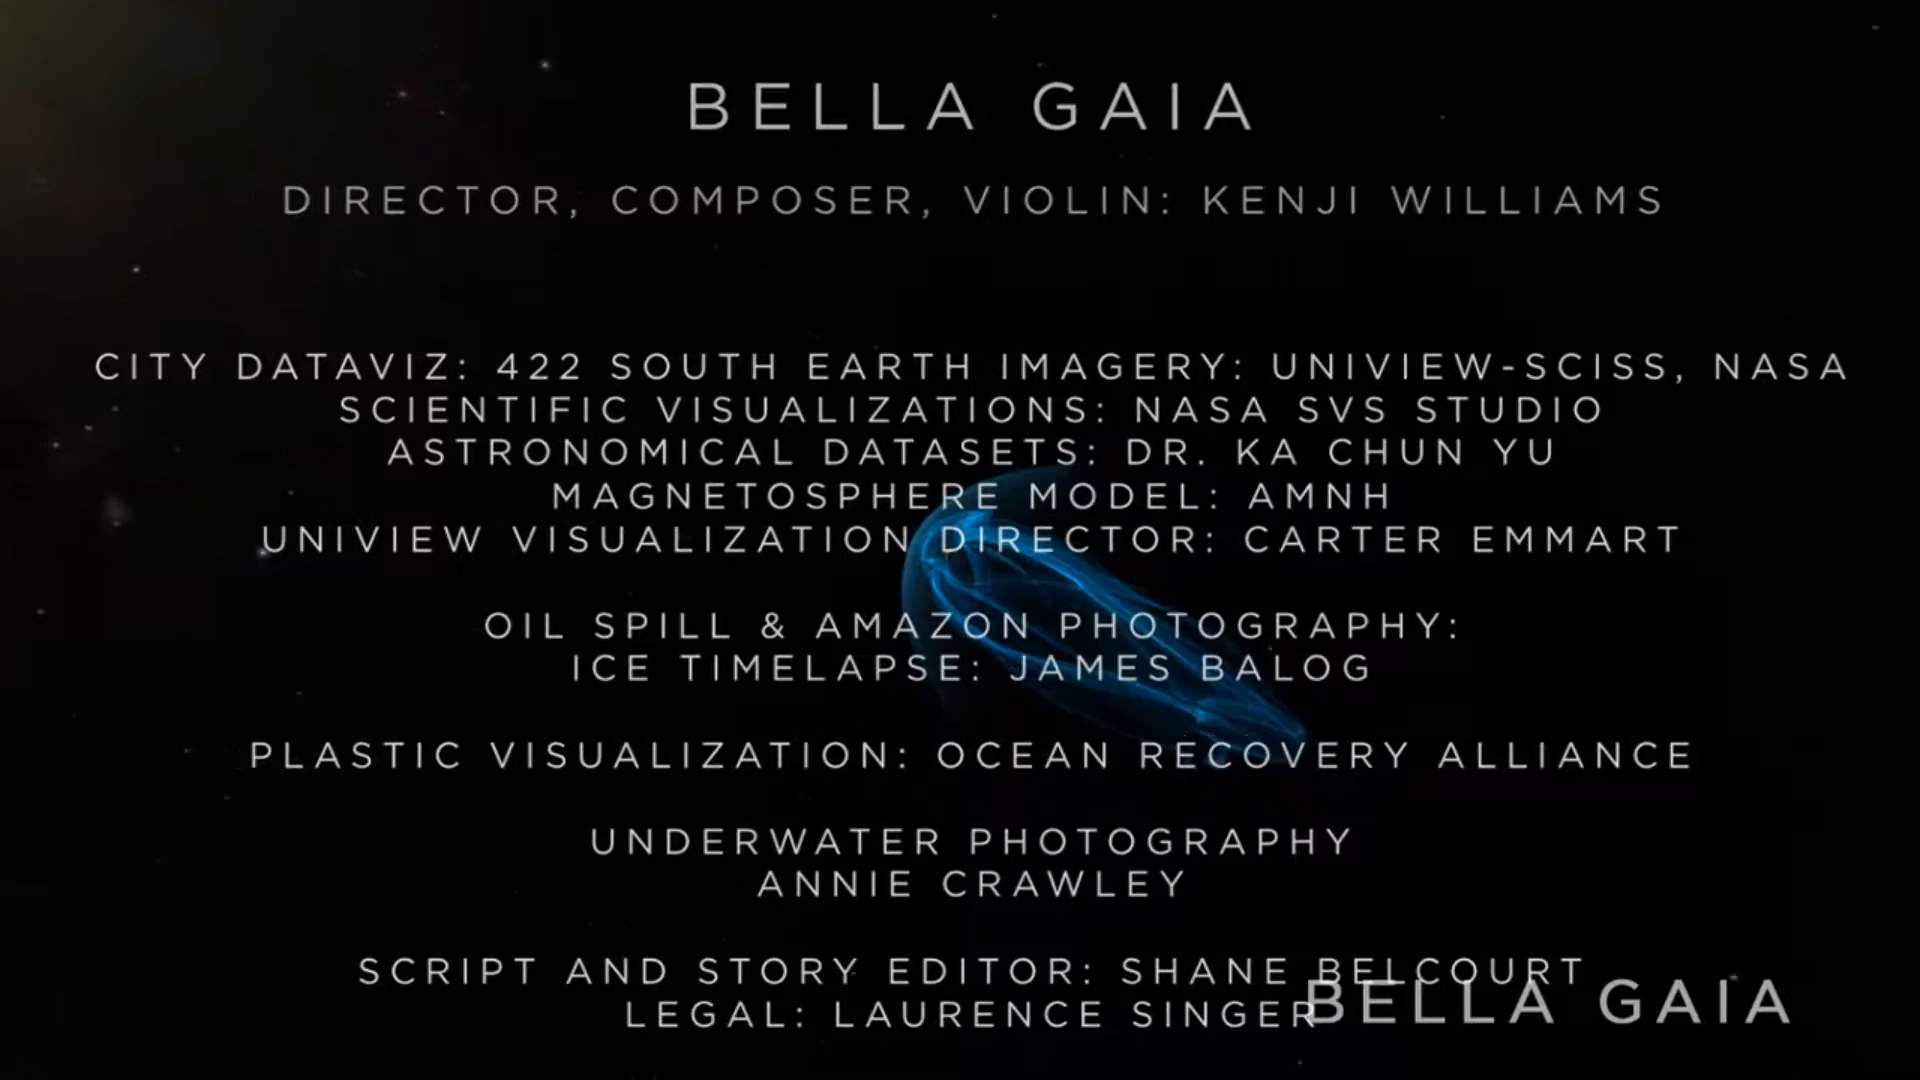 BELLA GAIA
DIRECTOR, COMPOSER, VIOLIN: KENJI WILLIAMS
CITY DATAVIZ: 422 SOUTH EARTH IMAGERY: UNIVIEW-SCISS, NASA
SCIENTIFIC VISUALIZATIONS: NASA SVS STUDIO
ASTRONOMICAL DATASETS: DR. KA CHUN YU
MAGNETOSPHERE MODEL: AMNH
UNIVIEW VISUALIZATION DIRECTOR: CARTER EMMART
OIL SPILL & AMAZON PHOTOGRAPHY:
ICE TIMELAPSE: JAMES BALOG
PLASTIC VISUALIZATION: OCEAN RECOVERY ALLIANCE
UNDERWATER PHOTOGRAPHY
ANNIE CRAWLEY
SCRIPT AND STORY EDITOR: SHANE BELCOURT
LEGAL: LAURENCE SINGER
BELLA GAIA